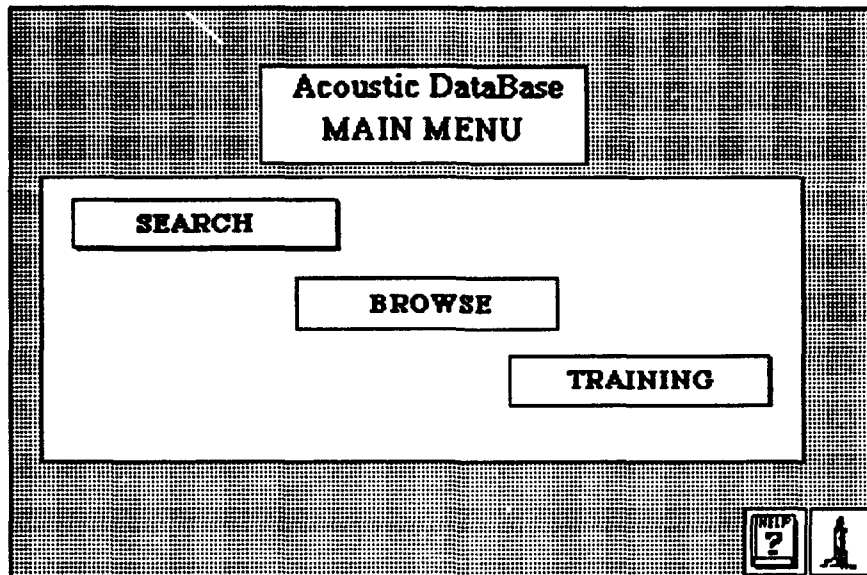 Acoustic DataBase
MAIN MENU
SEARCH
BROWSE
TRAINING
HELP
?